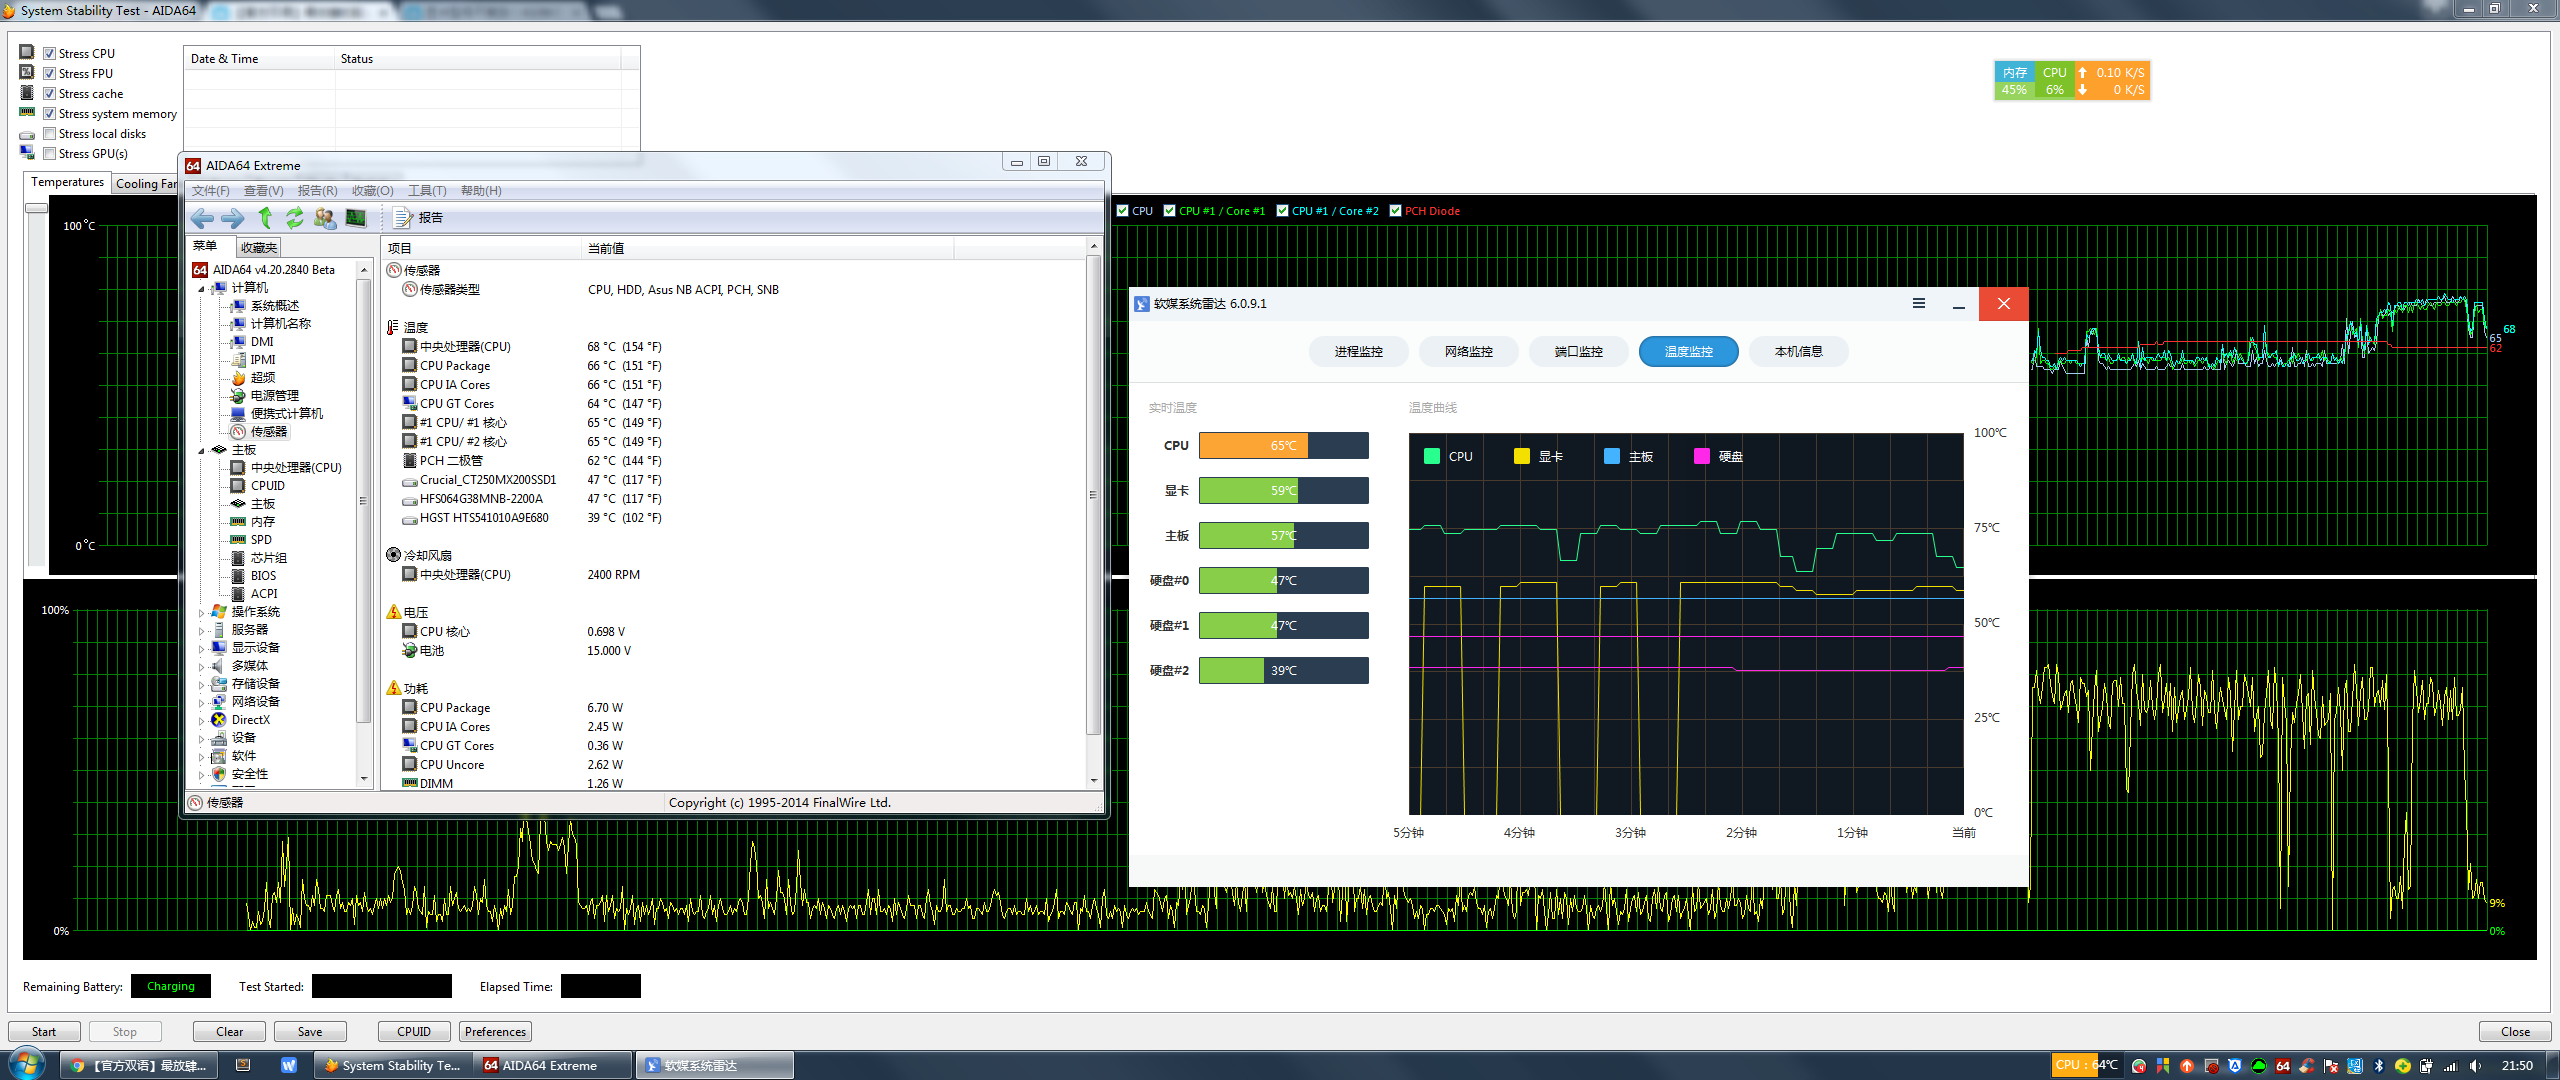 System Stability Test - AIDA64
Stress CPU
Stress FPU
Stress cache
Stress system memory
Stress local disks
Stress GPU(s)
Date & Time Status
内存 CPU 0.10 K/S
45% 6% 0 K/S
Temperatures Cooling Fan
100°C
0°C
CPU CPU #1 / Core #1 CPU #1 / Core #2 PCH Diode
68
65
62
100%
0%
9%
0%
AIDA64 Extreme
文件(F) 查看(V) 报告(R) 收藏(O) 工具(T) 帮助(H)
报告
菜单 收藏夹
AIDA64 v4.20.2840 Beta
计算机
系统概述
计算机名称
DMI
IPMI
超频
电源管理
便携式计算机
传感器
主板
中央处理器(CPU)
CPUID
主板
内存
SPD
芯片组
BIOS
ACPI
操作系统
服务器
显示设备
多媒体
存储设备
网络设备
DirectX
设备
软件
安全性
项目 当前值
传感器
传感器类型 CPU, HDD, Asus NB ACPI, PCH, SNB
温度
中央处理器(CPU) 68 °C (154 °F)
CPU Package 66 °C (151 °F)
CPU IA Cores 66 °C (151 °F)
CPU GT Cores 64 °C (147 °F)
#1 CPU/ #1 核心 65 °C (149 °F)
#1 CPU/ #2 核心 65 °C (149 °F)
PCH 二极管 62 °C (144 °F)
Crucial_CT250MX200SSD1 47 °C (117 °F)
HFS064G38MNB-2200A 47 °C (117 °F)
HGST HTS541010A9E680 39 °C (102 °F)
冷却风扇
中央处理器(CPU) 2400 RPM
电压
CPU 核心 0.698 V
电池 15.000 V
功耗
CPU Package 6.70 W
CPU IA Cores 2.45 W
CPU GT Cores 0.36 W
CPU Uncore 2.62 W
DIMM 1.26 W
传感器 Copyright (c) 1995-2014 FinalWire Ltd.
软媒系统雷达 6.0.9.1
进程监控 网络监控 端口监控 温度监控 本机信息
实时温度 温度曲线
CPU 65℃
显卡 59℃
主板 57℃
硬盘#0 47℃
硬盘#1 47℃
硬盘#2 39℃
CPU 显卡 主板 硬盘
100℃
75℃
50℃
25℃
0℃
5分钟 4分钟 3分钟 2分钟 1分钟 当前
Remaining Battery: Charging Test Started: Elapsed Time:
Start Stop Clear Save CPUID Preferences Close
【官方双语】最放肆... System Stability Te... AIDA64 Extreme 软媒系统雷达 CPU : 64℃ 21:50